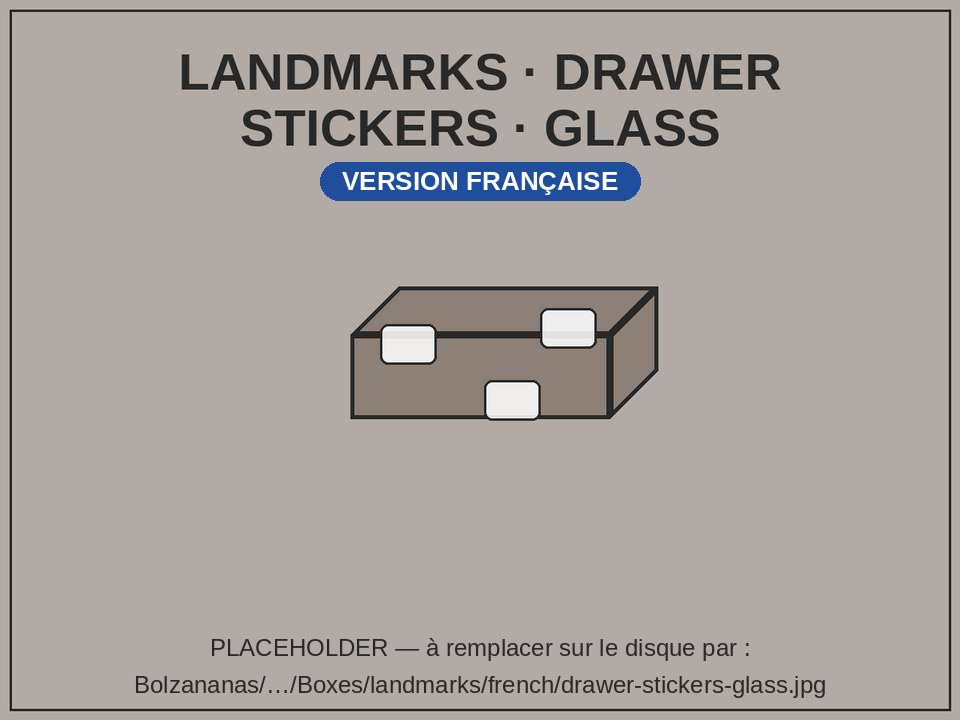 LANDMARKS · DRAWER
STICKERS · GLASS
VERSION FRANÇAISE
PLACEHOLDER — à remplacer sur le disque par :
Bolzananas/…/Boxes/landmarks/french/drawer-stickers-glass.jpg